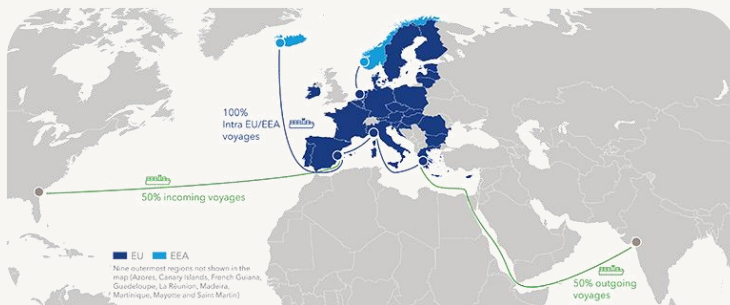 100%
Intra EU/EEA
voyages
50% incoming voyages
EU EEA
Nine outermost regions not shown in the
map (Azores, Canary Islands, French Guiana,
Guadeloupe, La Réunion, Madeira,
Martinique, Mayotte and Saint Martin)
50% outgoing
voyages